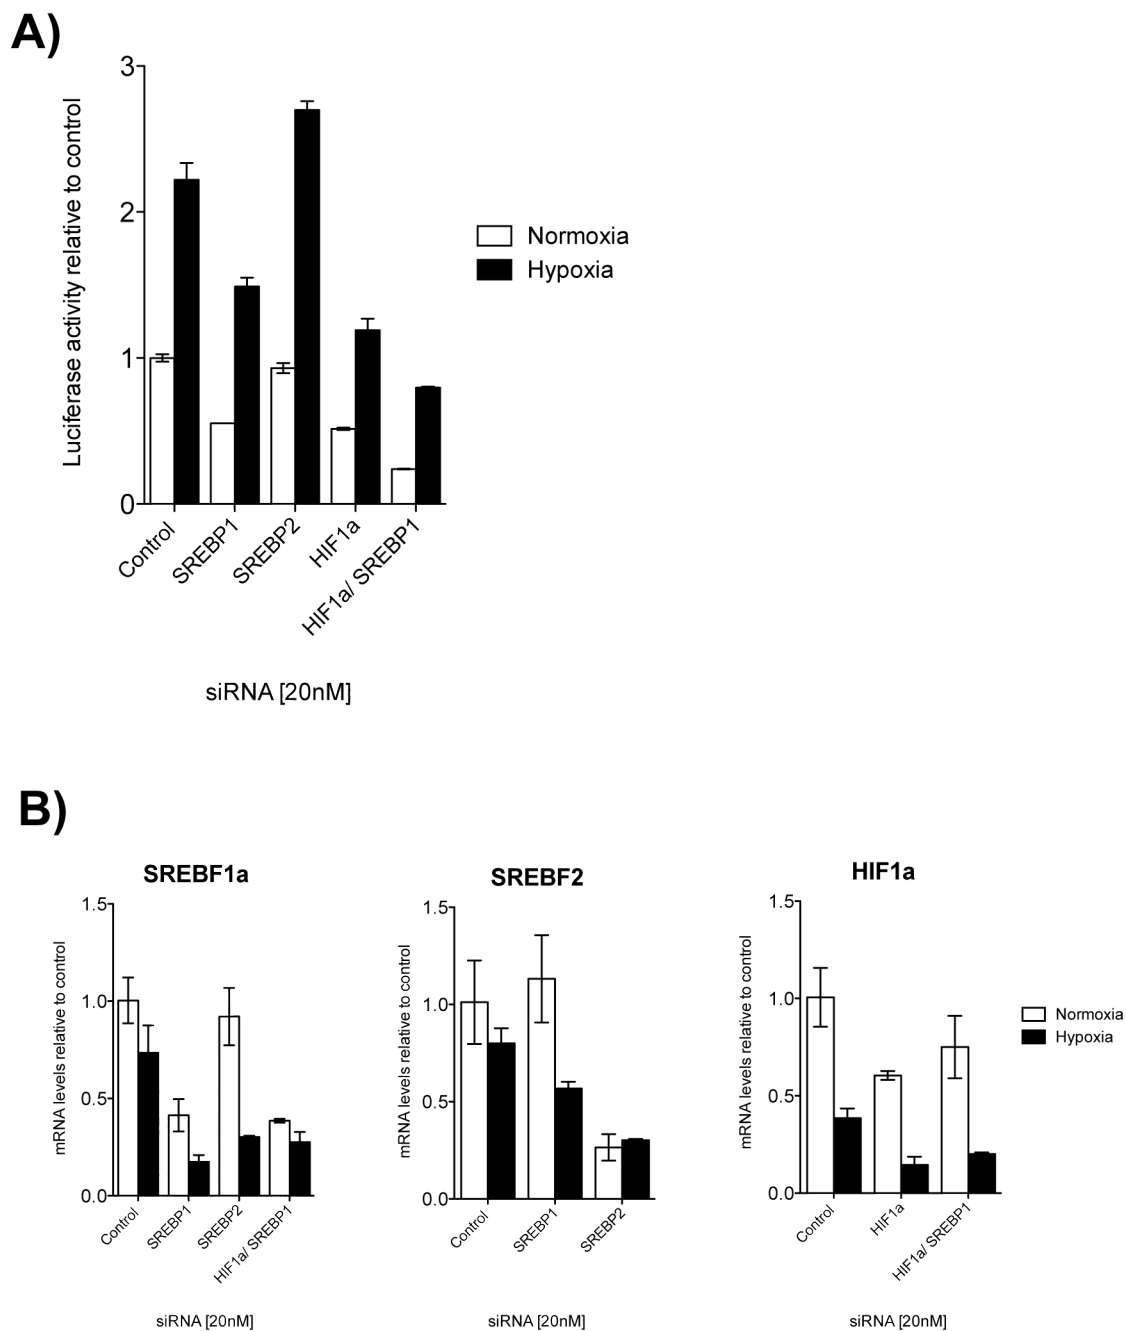 A)
Luciferase activity relative to control
3
2
1
0
Normoxia
Hypoxia
Control
SREBP1
SREBP2
HIF1a
HIF1a/ SREBP1
siRNA [20nM]
B)
SREBF1a
mRNA levels relative to control
1.5
1.0
0.5
0.0
Control
SREBP1
SREBP2
HIF1a/ SREBP1
siRNA [20nM]
SREBF2
mRNA levels relative to control
1.5
1.0
0.5
0.0
Control
SREBP1
SREBP2
siRNA [20nM]
HIF1a
mRNA levels relative to control
1.5
1.0
0.5
0.0
Control
HIF1a
HIF1a/ SREBP1
siRNA [20nM]
Normoxia
Hypoxia